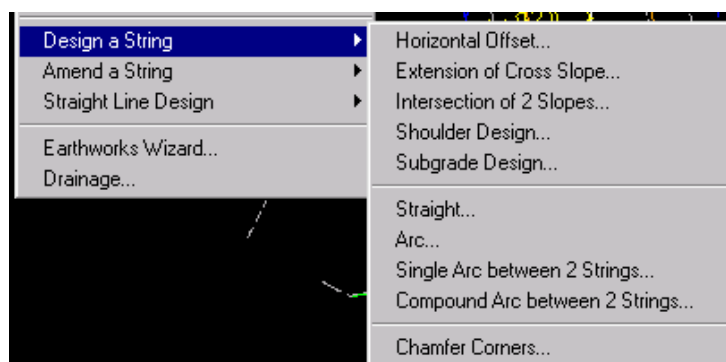 Design a String
Amend a String
Straight Line Design
Earthworks Wizard...
Drainage...
Horizontal Offset...
Extension of Cross Slope...
Intersection of 2 Slopes...
Shoulder Design...
Subgrade Design...
Straight...
Arc...
Single Arc between 2 Strings...
Compound Arc between 2 Strings...
Chamfer Corners...